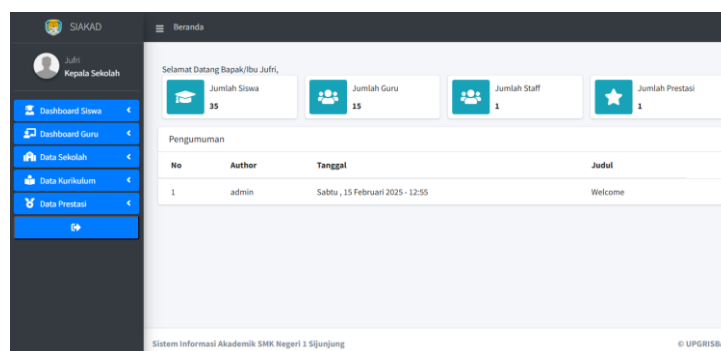 SIAKAD
Beranda
Jufri
Kepala Sekolah
Dashboard Siswa
Dashboard Guru
Data Sekolah
Data Kurikulum
Data Prestasi
Selamat Datang Bapak/Ibu Jufri,
Jumlah Siswa
35
Jumlah Guru
15
Jumlah Staff
1
Jumlah Prestasi
1
Pengumuman
No Author Tanggal Judul
1 admin Sabtu , 15 Februari 2025 - 12:55 Welcome
Sistem Informasi Akademik SMK Negeri 1 Sijunjung © UPGRISB